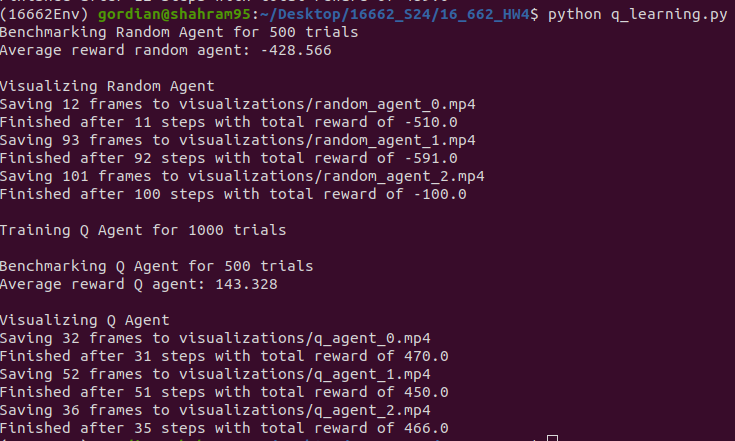 (16662Env) gordian@shahram95:~/Desktop/16662_S24/16_662_HW4$ python q_learning.py
Benchmarking Random Agent for 500 trials
Average reward random agent: -428.566
Visualizing Random Agent
Saving 12 frames to visualizations/random_agent_0.mp4
Finished after 11 steps with total reward of -510.0
Saving 93 frames to visualizations/random_agent_1.mp4
Finished after 92 steps with total reward of -591.0
Saving 101 frames to visualizations/random_agent_2.mp4
Finished after 100 steps with total reward of -100.0
Training Q Agent for 1000 trials
Benchmarking Q Agent for 500 trials
Average reward Q agent: 143.328
Visualizing Q Agent
Saving 32 frames to visualizations/q_agent_0.mp4
Finished after 31 steps with total reward of 470.0
Saving 52 frames to visualizations/q_agent_1.mp4
Finished after 51 steps with total reward of 450.0
Saving 36 frames to visualizations/q_agent_2.mp4
Finished after 35 steps with total reward of 466.0